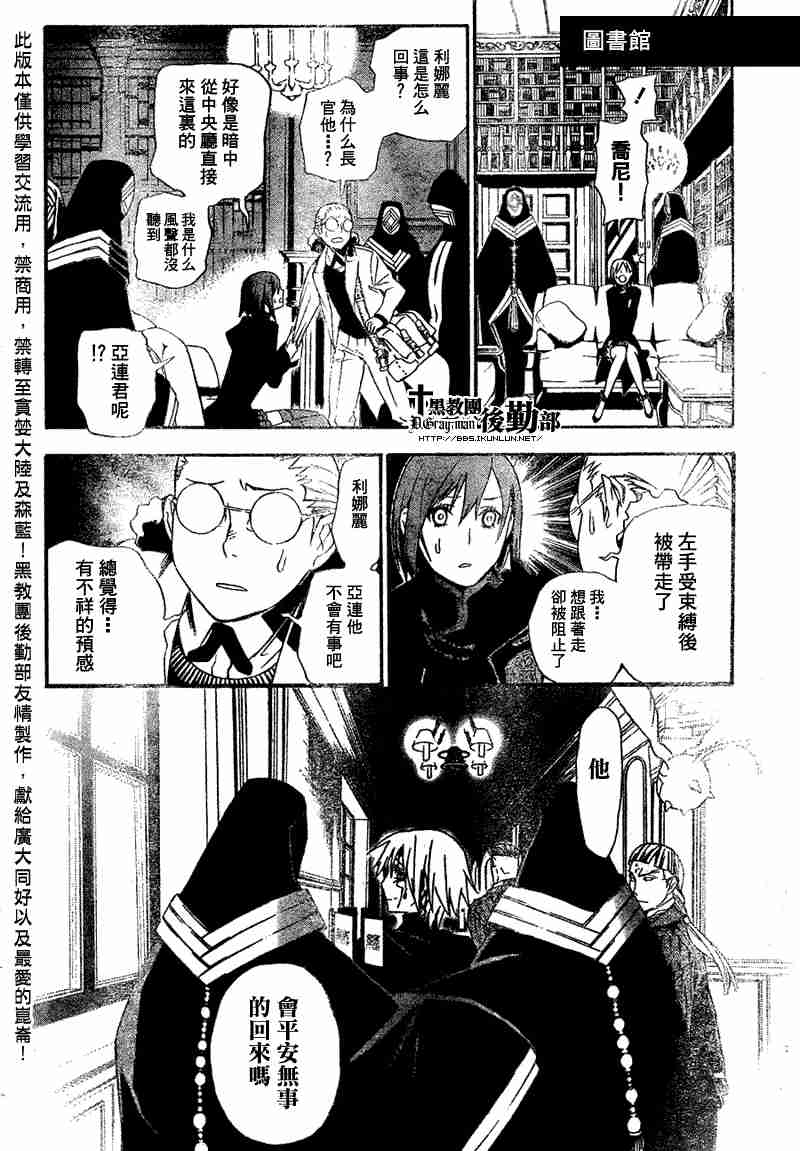 圖書館
!
喬尼!
利娜麗
這是怎么
回事?
為什么長
官他…?
好像是暗中
從中央廳直接
來這裏的
我是什么
風聲都沒
聽到
亞連君呢
!?
黑教團
D.Gray-man
後勤部
HTTP://BBS.IKUNLUN.NET/
左手受束縛後
被帶走了
我…
想跟著走
卻被阻止了
利娜麗
亞連他
不會有事吧
總覺得…
有不祥的預感
他
會平安無事
的回來嗎
此版本僅供學習交流用,禁商用,禁轉至貪婪大陸及森藍!黑教團後勤部友情製作,獻給廣大同好以及最愛的崑崙!